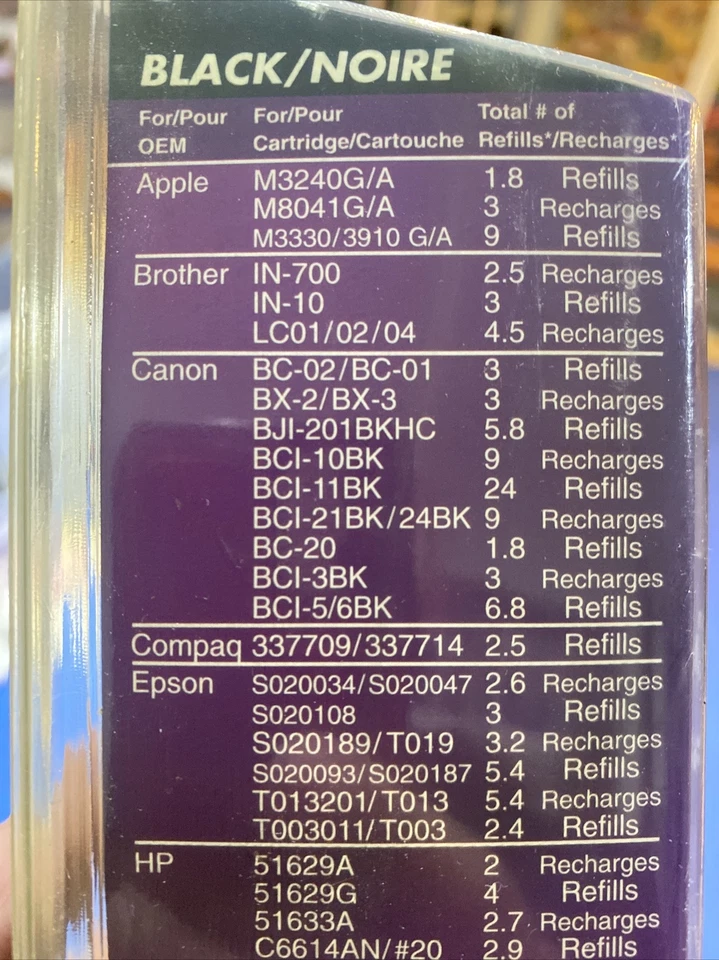 BLACK/NOIRE
For/Pour For/Pour Total # of
OEM Cartridge/Cartouche Refills*/Recharges*
Apple M3240G/A 1.8 Refills
M8041G/A 3 Recharges
M3330/3910 G/A 9 Refills
Brother IN-700 2.5 Recharges
IN-10 3 Refills
LC01/02/04 4.5 Recharges
Canon BC-02/BC-01 3 Refills
BX-2/BX-3 3 Recharges
BJI-201BKHC 5.8 Refills
BCI-10BK 9 Recharges
BCI-11BK 24 Refills
BCI-21BK/24BK 9 Recharges
BC-20 1.8 Refills
BCI-3BK 3 Recharges
BCI-5/6BK 6.8 Refills
Compaq 337709/337714 2.5 Refills
Epson S020034/S020047 2.6 Recharges
S020108 3 Refills
S020189/T019 3.2 Recharges
S020093/S020187 5.4 Refills
T013201/T013 5.4 Recharges
T003011/T003 2.4 Refills
HP 51629A 2 Recharges
51629G 4 Refills
51633A 2.7 Recharges
C6614AN/#20 2.9 Refills